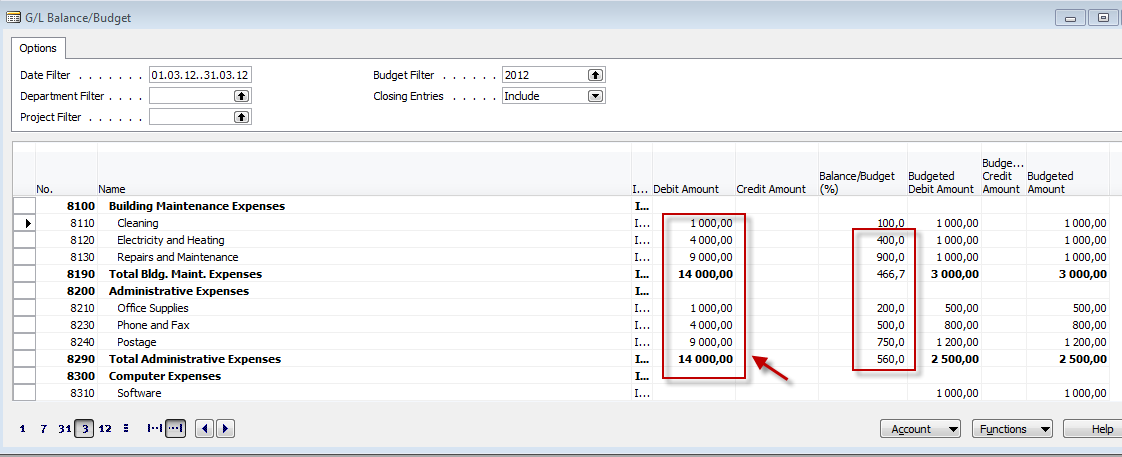 G/L Balance/Budget
Options
Date Filter . . . . . . . 01.03.12..31.03.12 Budget Filter . . . . . . 2012
Department Filter . . . . Closing Entries . . . . . Include
Project Filter . . . . . .
Budge...
Balance/Budget Budgeted Credit Budgeted
No. Name I... Debit Amount Credit Amount (%) Debit Amount Amount Amount
8100 Building Maintenance Expenses I...
8110 Cleaning I... 1 000,00 100,0 1 000,00 1 000,00
8120 Electricity and Heating I... 4 000,00 400,0 1 000,00 1 000,00
8130 Repairs and Maintenance I... 9 000,00 900,0 1 000,00 1 000,00
8190 Total Bldg. Maint. Expenses I... 14 000,00 466,7 3 000,00 3 000,00
8200 Administrative Expenses I...
8210 Office Supplies I... 1 000,00 200,0 500,00 500,00
8230 Phone and Fax I... 4 000,00 500,0 800,00 800,00
8240 Postage I... 9 000,00 750,0 1 200,00 1 200,00
8290 Total Administrative Expenses I... 14 000,00 560,0 2 500,00 2 500,00
8300 Computer Expenses I...
8310 Software I... 1 000,00 1 000,00
1 7 31 3 12 Account Functions Help